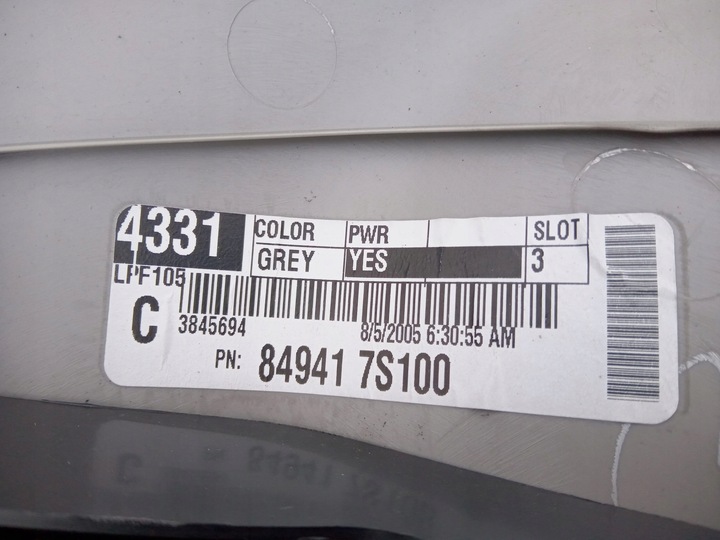 4331 COLOR PWR SLOT
GREY YES 3
LPF105
C 3845694 8/5/2005 6:30:55 AM
PN: 84941 7S100